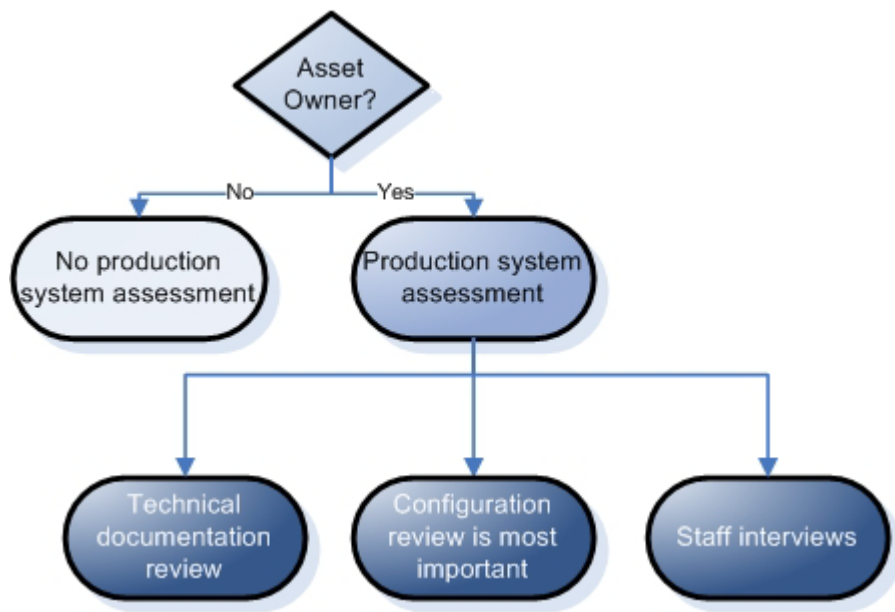 Asset
Owner?
No
Yes
No production
system assessment
Production system
assessment
Technical
documentation
review
Configuration
review is most
important
Staff interviews